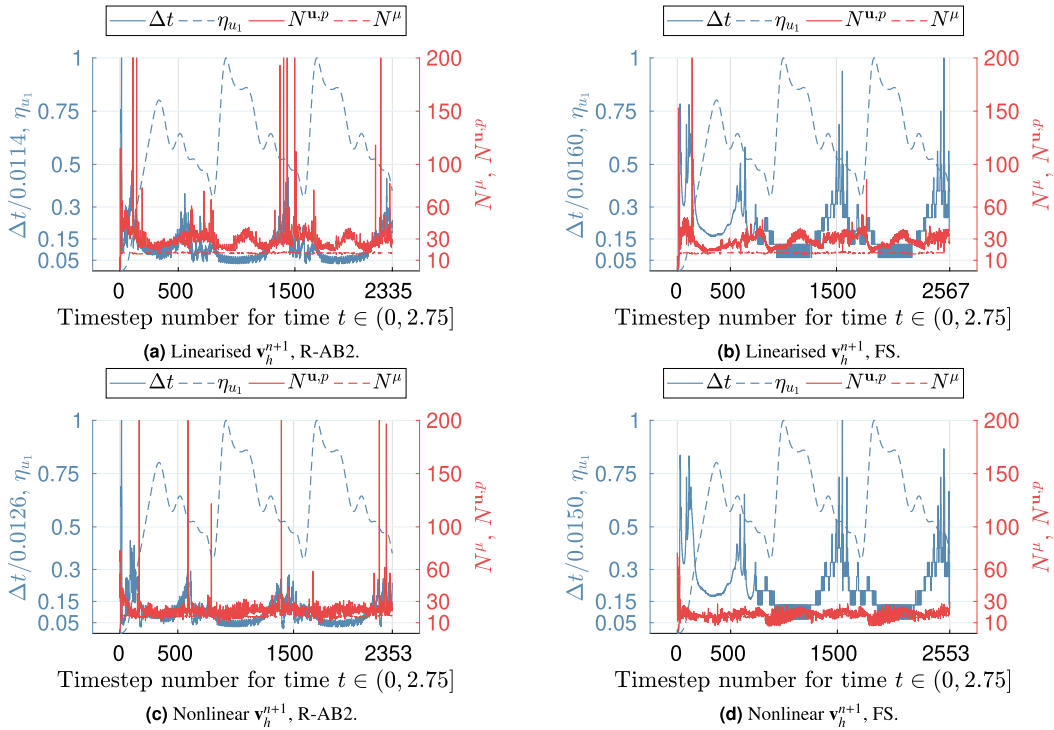 Δt η_{u_1} N^{u,p} N^μ
Δt η_{u_1} N^{u,p} N^μ
1 0.75 0.5 0.3 0.15 0.05
Δt/0.0114, η_{u_1}
200 150 100 60 30 10
N^μ, N^{u,p}
0 500 1500 2335
Timestep number for time t ∈ (0, 2.75]
(a) Linearised v_h^{n+1}, R-AB2.
1 0.75 0.5 0.3 0.15 0.05
Δt/0.0160, η_{u_1}
200 150 100 60 30 10
N^μ, N^{u,p}
0 500 1500 2567
Timestep number for time t ∈ (0, 2.75]
(b) Linearised v_h^{n+1}, FS.
Δt η_{u_1} N^{u,p} N^μ
Δt η_{u_1} N^{u,p} N^μ
1 0.75 0.5 0.3 0.15 0.05
Δt/0.0126, η_{u_1}
200 150 100 60 30 10
N^μ, N^{u,p}
0 500 1500 2353
Timestep number for time t ∈ (0, 2.75]
(c) Nonlinear v_h^{n+1}, R-AB2.
1 0.75 0.5 0.3 0.15 0.05
Δt/0.0150, η_{u_1}
200 150 100 60 30 10
N^μ, N^{u,p}
0 500 1500 2553
Timestep number for time t ∈ (0, 2.75]
(d) Nonlinear v_h^{n+1}, FS.